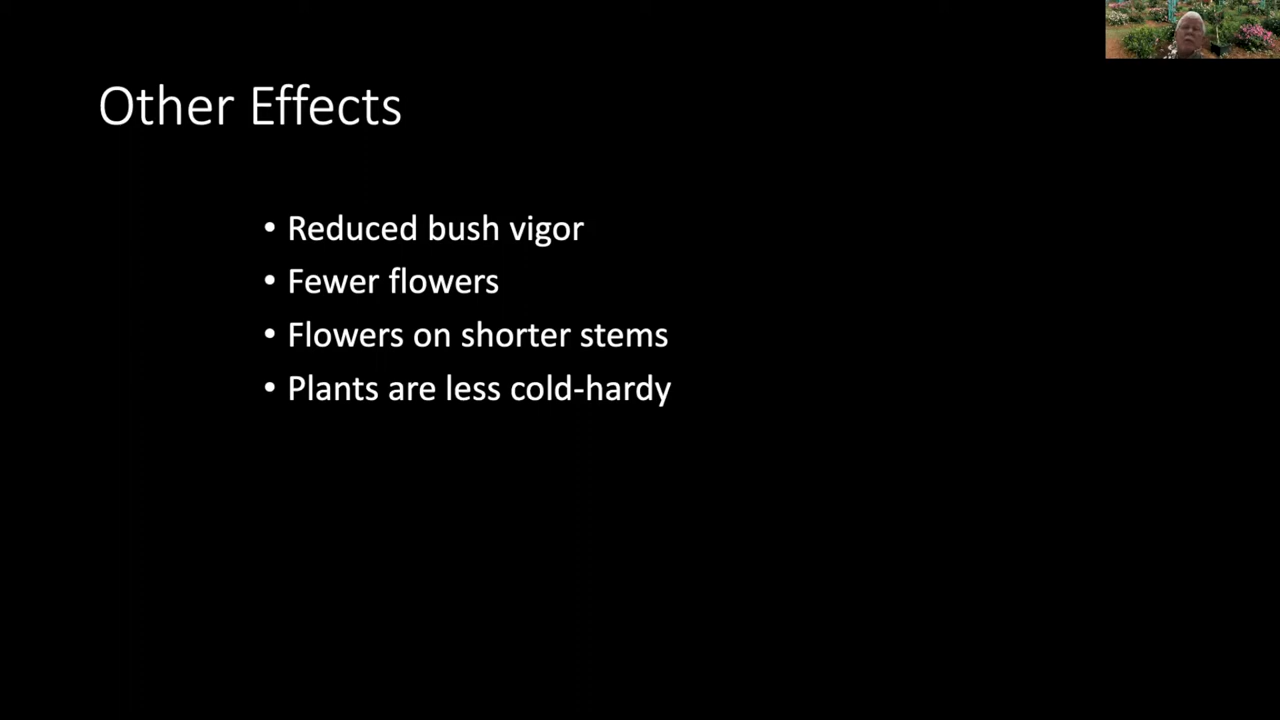 Other Effects
• Reduced bush vigor
• Fewer flowers
• Flowers on shorter stems
• Plants are less cold-hardy